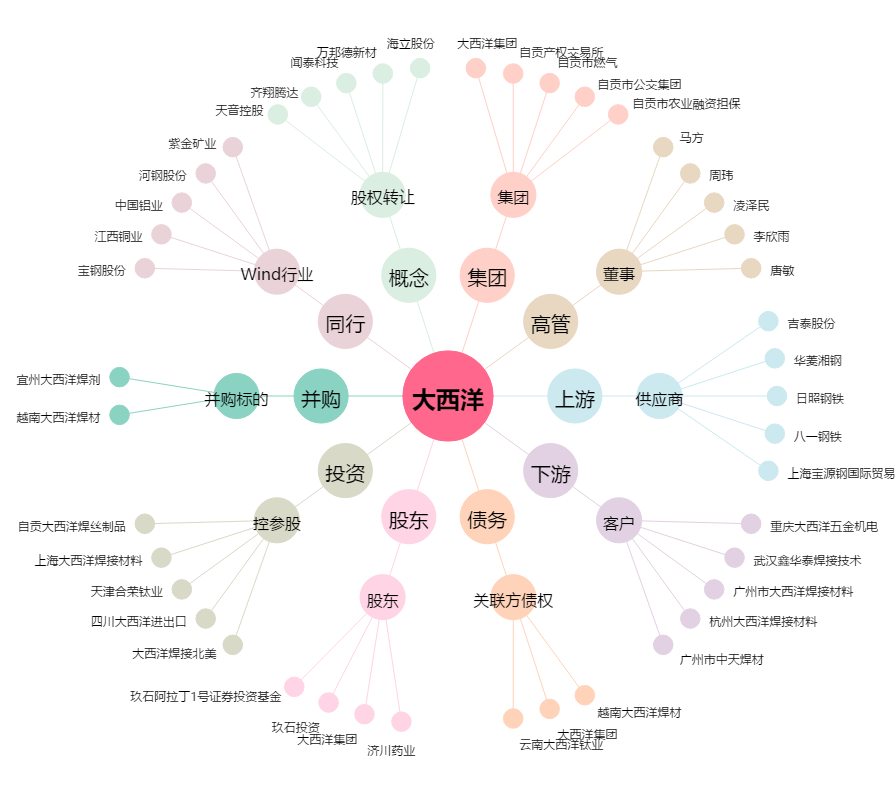 海立股份
大西洋集团
万邦德新材
自贡产权交易所
闻泰科技
自贡市燃气
齐翔腾达
自贡市公交集团
天音控股
自贡市农业融资担保
紫金矿业
马方
河钢股份
周玮
股权转让
集团
中国铝业
凌泽民
江西铜业
李欣雨
宝钢股份
Wind行业
概念
集团
董事
唐敏
同行
高管
吉泰股份
华菱湘钢
宜州大西洋焊剂
并购标的
并购
大西洋
上游
供应商
日照钢铁
越南大西洋焊材
八一钢铁
投资
下游
上海宝源钢国际贸易
自贡大西洋焊丝制品
控参股
股东
债务
客户
重庆大西洋五金机电
上海大西洋焊接材料
武汉鑫华泰焊接技术
天津合荣钛业
广州市大西洋焊接材料
四川大西洋进出口
股东
关联方债权
杭州大西洋焊接材料
大西洋焊接北美
广州市中天焊材
玖石阿拉丁1号证券投资基金
越南大西洋焊材
玖石投资
大西洋集团
大西洋集团
云南大西洋钛业
济川药业